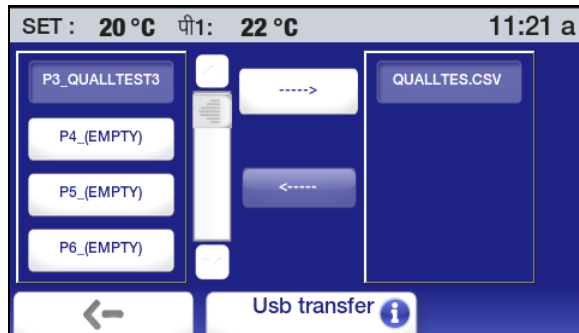 SET : 20 °C पी1: 22 °C 11:21 a
P3_QUALLTEST3
P4_(EMPTY)
P5_(EMPTY)
P6_(EMPTY)
----->
<-----
QUALLTES.CSV
Usb transfer